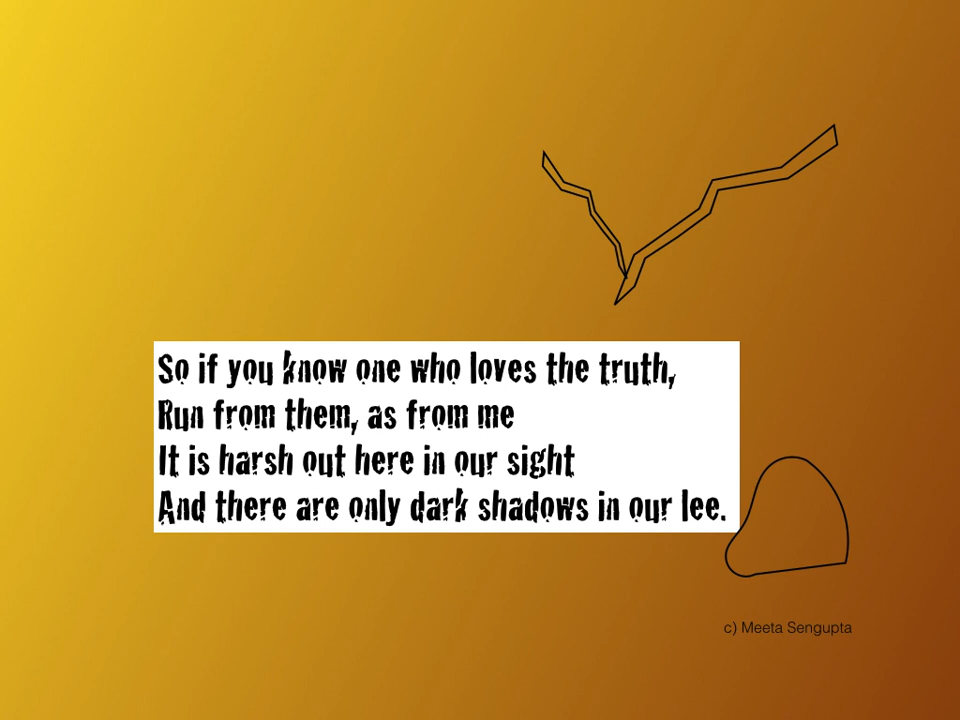 So if you know one who loves the truth,
Run from them, as from me
It is harsh out here in our sight
And there are only dark shadows in our lee.
c) Meeta Sengupta